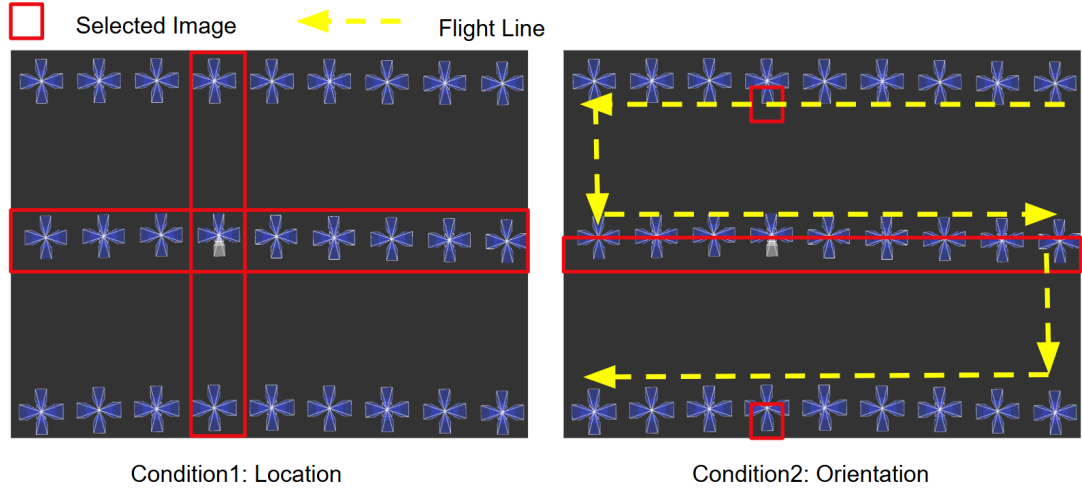 Selected Image
Flight Line
Condition1: Location
Condition2: Orientation